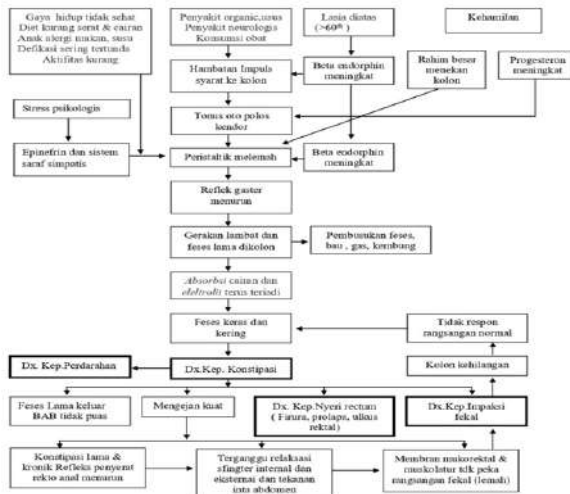 Gaya hidup tidak sehat
Diet kurang serat & cairan
Anak alergi makan, susu
Defikasi sering tertunda
Aktifitas kurang
Penyakit organic,usus
Penyakit neurologis
Konsumsi obat
Lasia diatas
(>60th )
Kehamilan
Hambatan Impuls
syarat ke kolon
Beta endorphin
meningkat
Rahim besar
menekan
kolon
Progesteron
meningkat
Stress psikologis
Tonus oto polos
kendor
Epinefrin dan sistem
saraf simpatis
Peristaltik melemah
Beta endorphin
meningkat
Reflek gaster
menurun
Gerakan lambat dan
feses lama dikolon
Pembusukan feses,
bau , gas, kembung
Absorbsi cairan dan
elektrolit terus terjadi
Feses keras dan
kering
Tidak respon
rangsangan normal
Dx. Kep.Perdarahan
Dx.Kep. Konstipasi
Kolon kehilangan
Feses Lama keluar
BAB tidak puas
Mengejan kuat
Dx. Kep.Nyeri rectum
( Fisura, prolaps, ulkus
rektal)
Dx.Kep.Impaksi
fekal
Konstipasi lama &
kronik Refleks penyerut
rekto anal menurun
Terganggu relaksasi
sfingter internal dan
eksternal dan tekanan
intu abdomen
Membran mukorektal &
muskolatur tdk peka
rangsangan fekal (lemah)